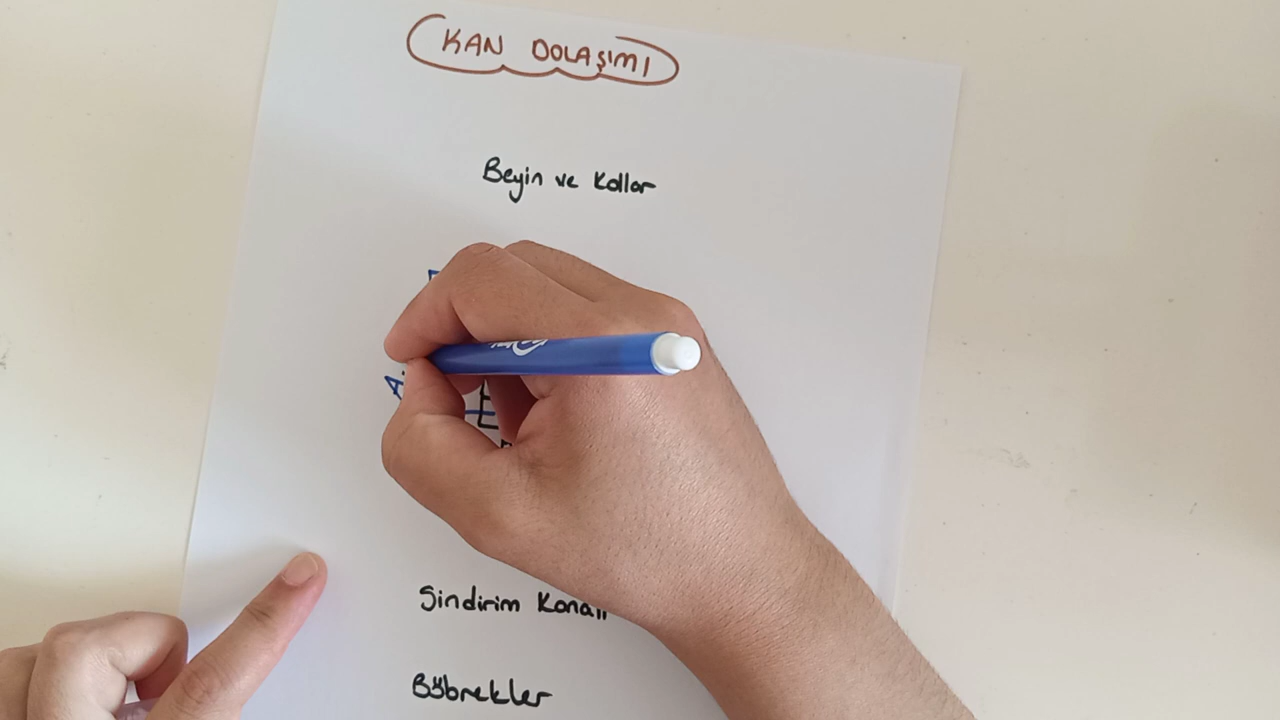 KAN DOLAŞIMI
Beyin ve Kollar
Sindirim Kanalı
Böbrekler